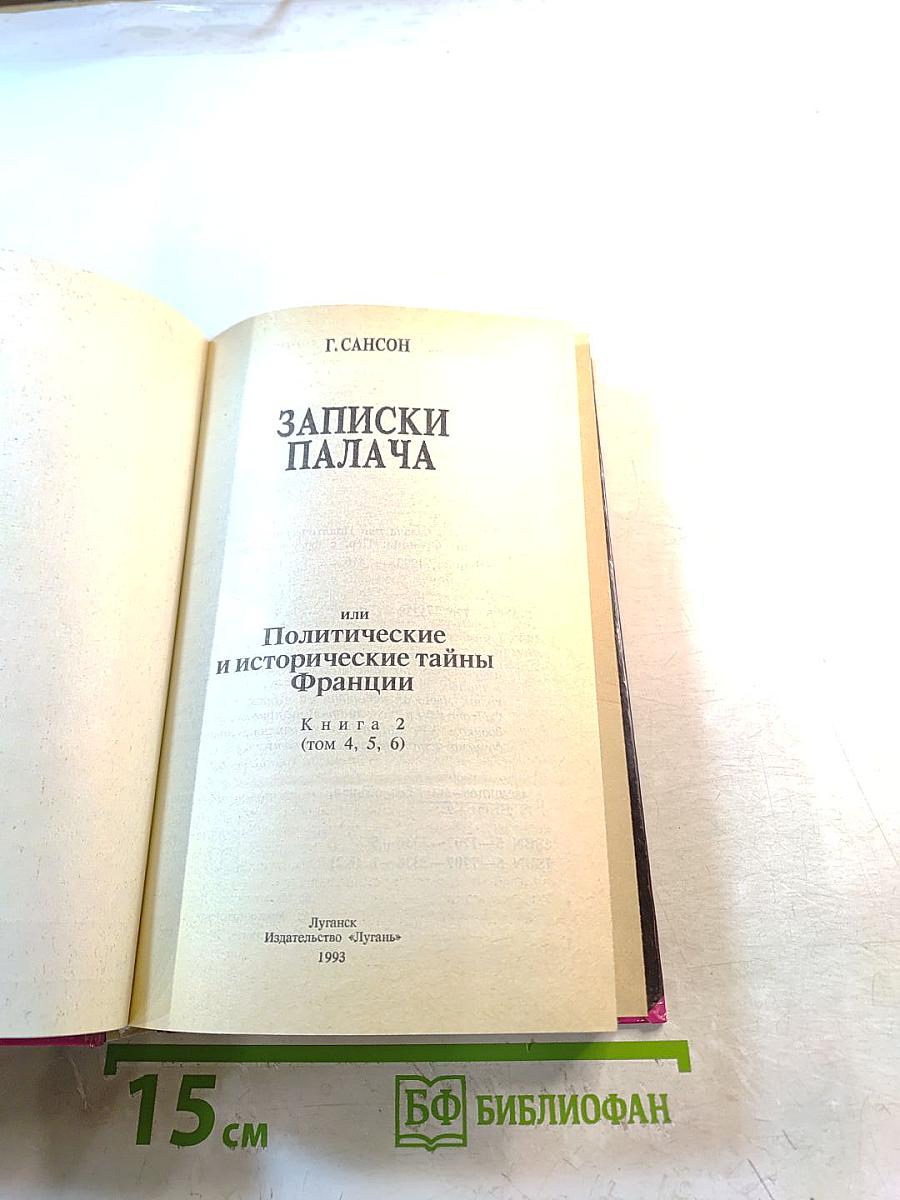 Г. САНСОН
ЗАПИСКИ
ПАЛАЧА
или
Политические
и исторические тайны
Франции
Книга 2
(том 4, 5, 6)
Луганск
Издательство «Лугань»
1993
15 см
БФ БИБЛИОФАН